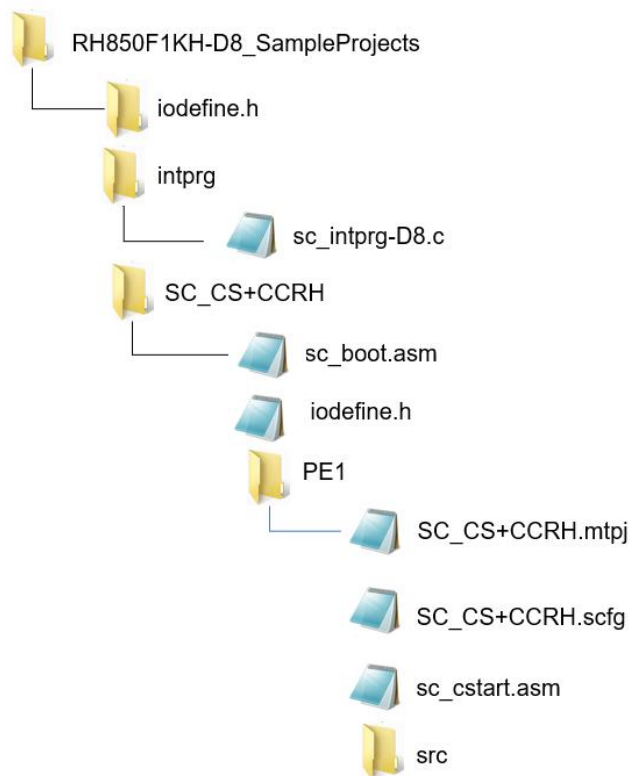 RH850F1KH-D8_SampleProjects
iodefine.h
intprg
sc_intprg-D8.c
SC_CS+CCRH
sc_boot.asm
iodefine.h
PE1
SC_CS+CCRH.mtpj
SC_CS+CCRH.scfg
sc_cstart.asm
src